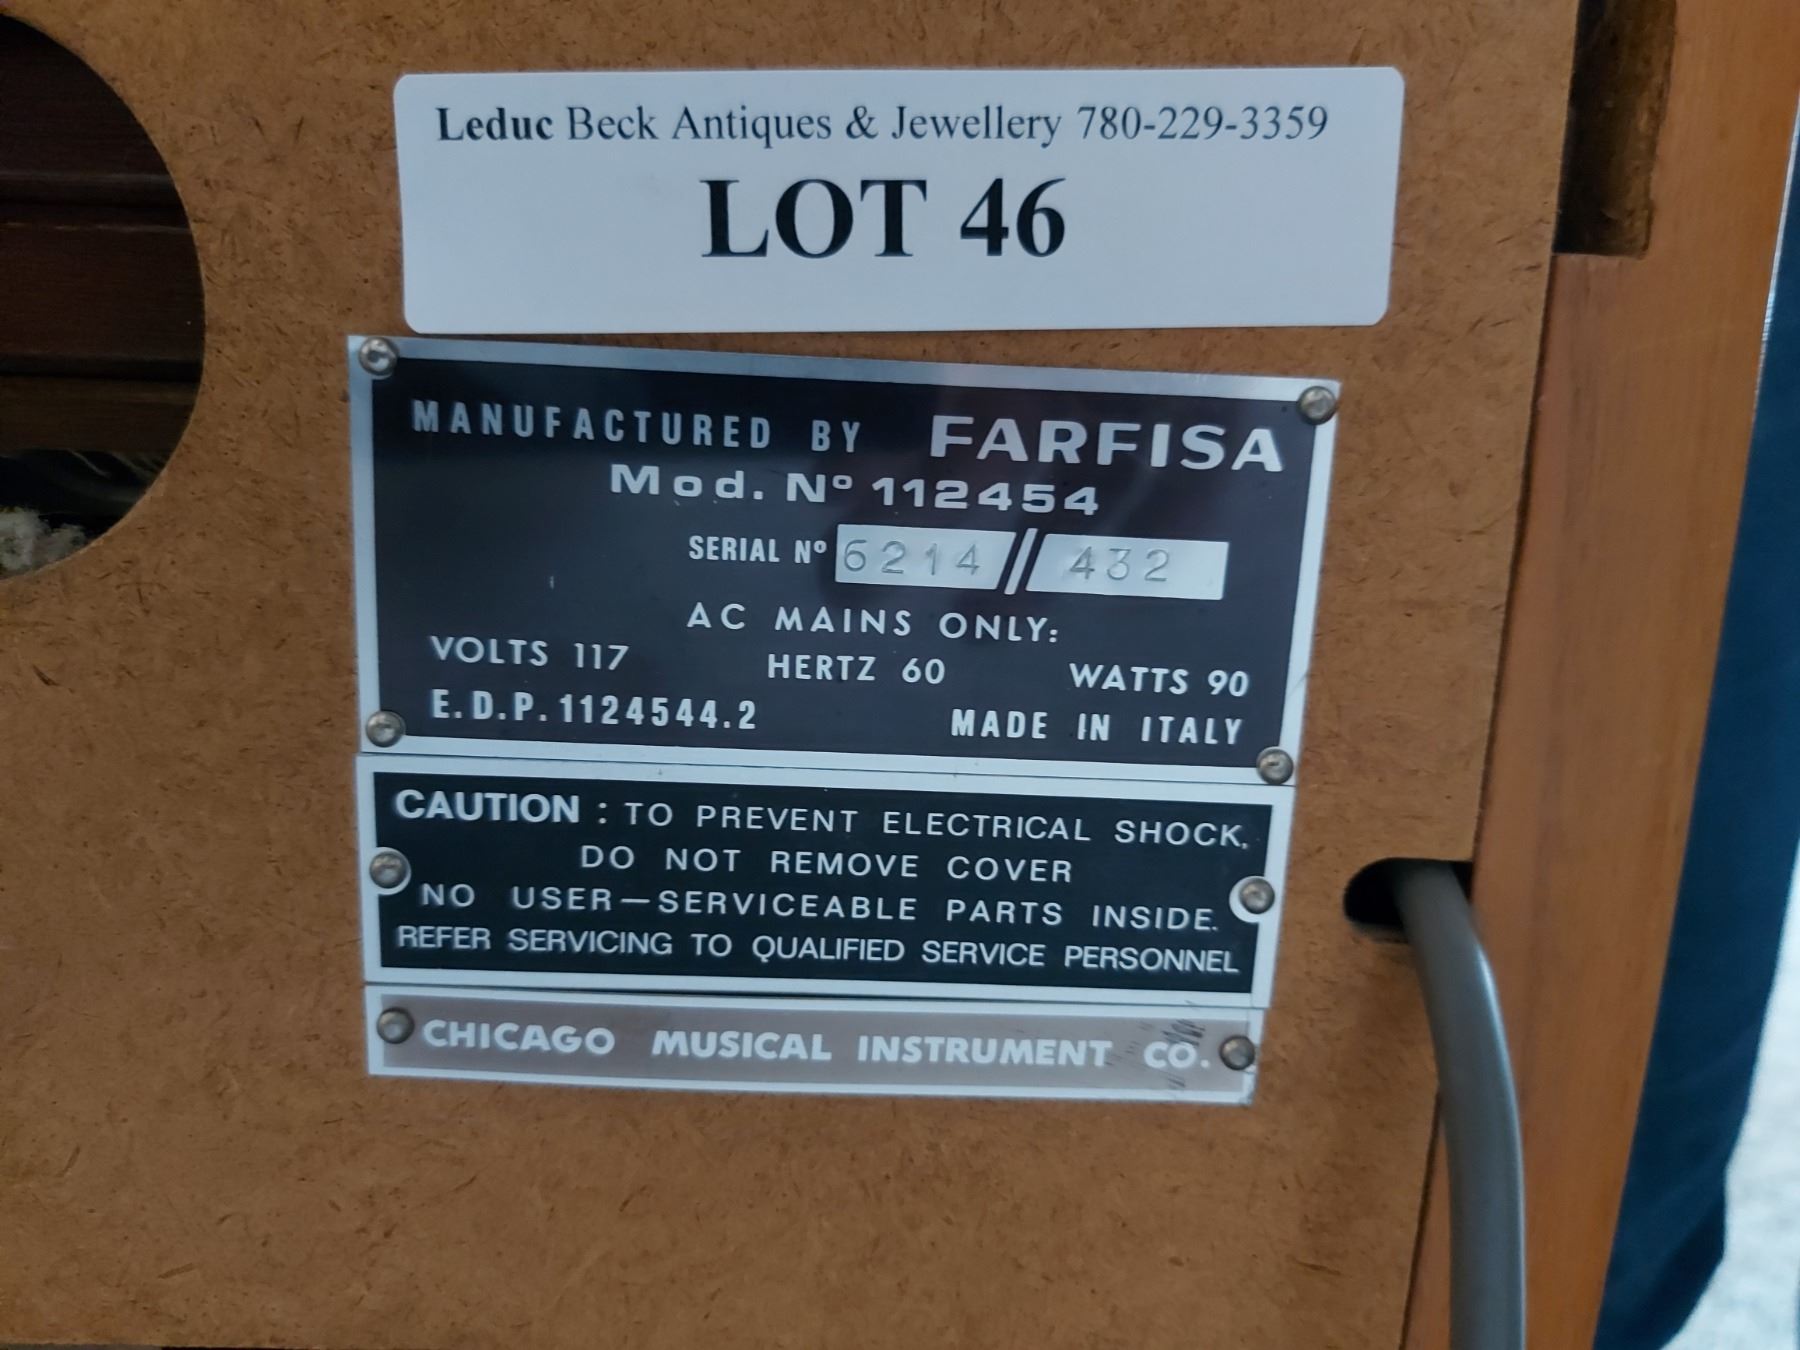 Leduc Beck Antiques & Jewellery 780-229-3359
LOT 46
MANUFACTURED BY FARFISA
Mod. Nº 112454
SERIAL Nº 6214 // 432
AC MAINS ONLY:
VOLTS 117 HERTZ 60 WATTS 90
E.D.P. 1124544.2 MADE IN ITALY
CAUTION : TO PREVENT ELECTRICAL SHOCK,
DO NOT REMOVE COVER
NO USER—SERVICEABLE PARTS INSIDE.
REFER SERVICING TO QUALIFIED SERVICE PERSONNEL
CHICAGO MUSICAL INSTRUMENT CO.